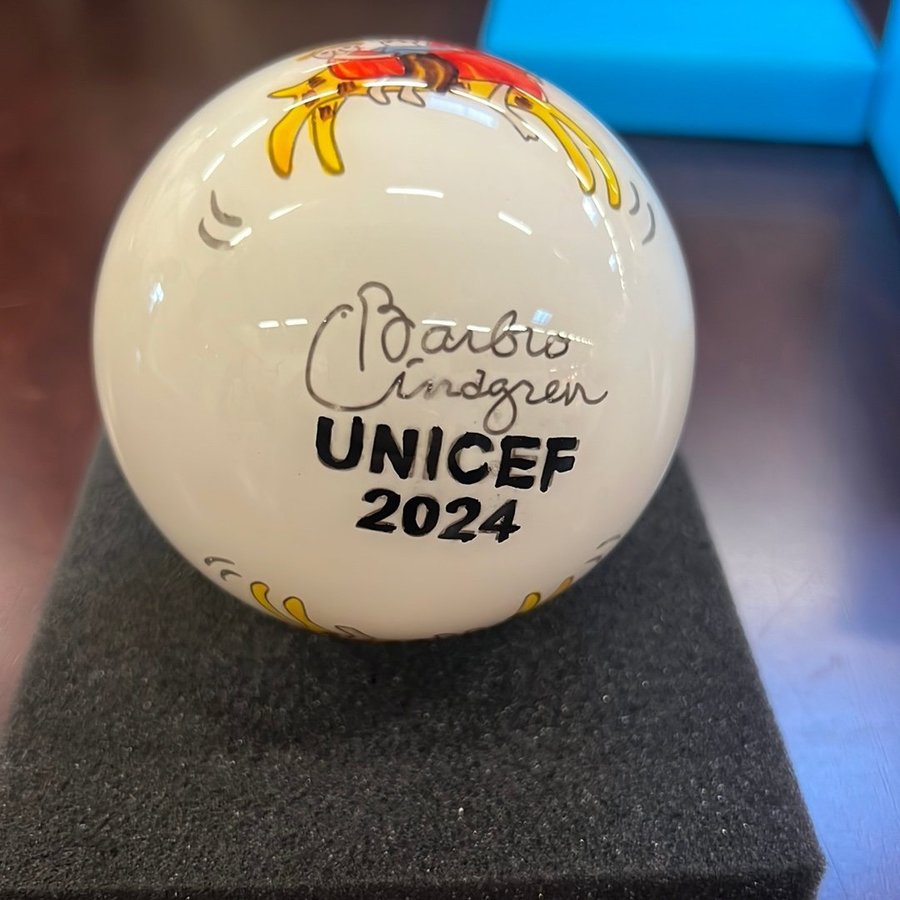 Barbro
Lindgren
UNICEF
2024